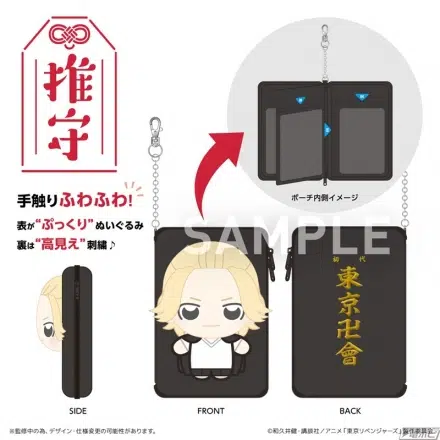 推
守
手触りふわふわ!
表が"ぷっくり"ぬいぐるみ
裏は"高見え"刺繍♪
ポーチ内側イメージ
SAMPLE
初代
東京卍會
SIDE
FRONT
BACK
※監修中の為、デザイン・仕様変更の可能性があります。
©和久井健・講談社/アニメ「東京リベンジャーズ」製作委員会